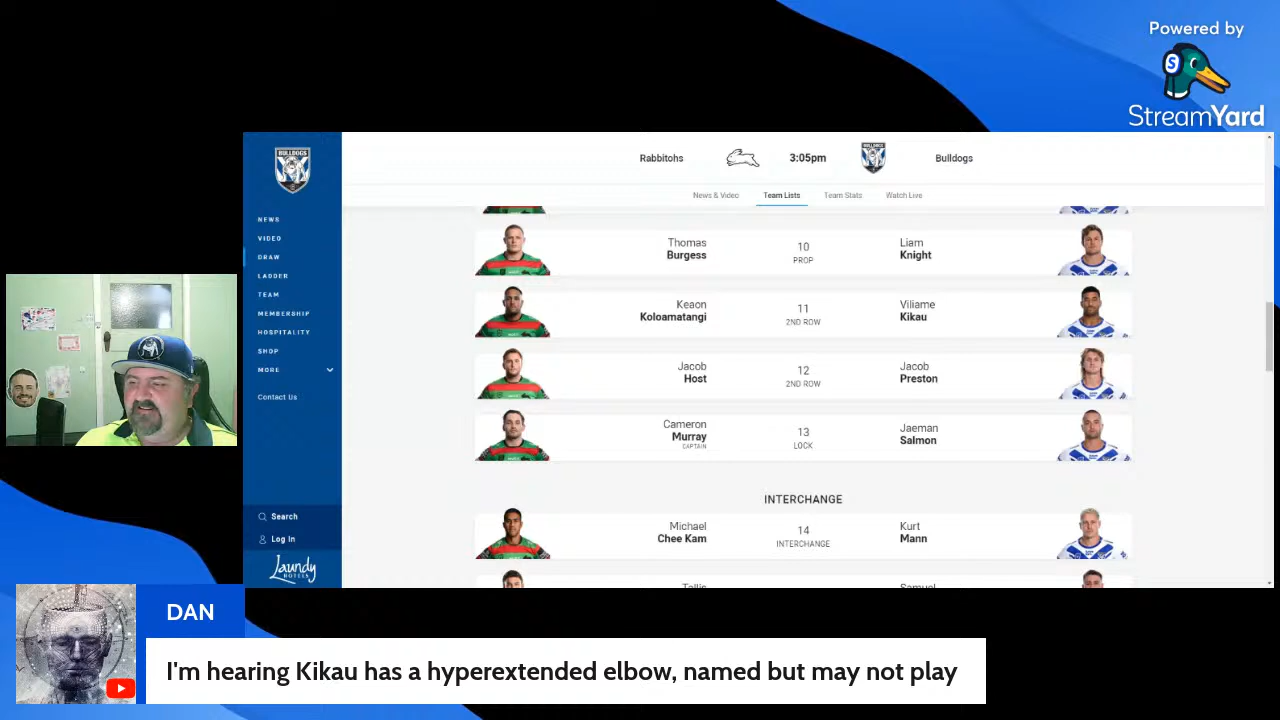 Powered by
StreamYard
BULLDOGS
Rabbitohs
3:05pm
Bulldogs
News & Video
Team Lists
Team Stats
Watch Live
NEWS
VIDEO
DRAW
LADDER
TEAM
MEMBERSHIP
HOSPITALITY
SHOP
MORE
Contact Us
Search
Log In
Laundy
HOTELS
Thomas
Burgess
10
PROP
Liam
Knight
Keaon
Koloamatangi
11
2ND ROW
Viliame
Kikau
Jacob
Host
12
2ND ROW
Jacob
Preston
Cameron
Murray
CAPTAIN
13
LOCK
Jaeman
Salmon
INTERCHANGE
Michael
Chee Kam
14
INTERCHANGE
Kurt
Mann
DAN
I'm hearing Kikau has a hyperextended elbow, named but may not play